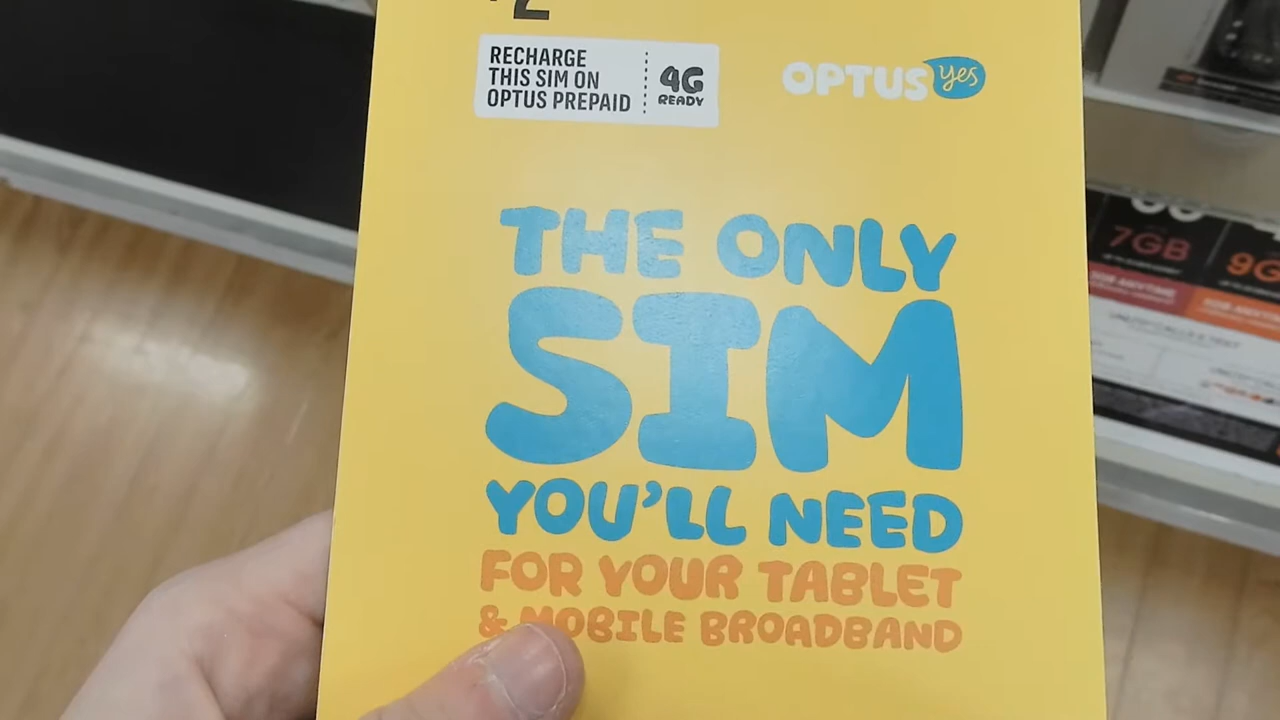 2
RECHARGE
THIS SIM ON
OPTUS PREPAID
4G
READY
OPTUS yes
THE ONLY
SIM
YOU'LL NEED
FOR YOUR TABLET
& MOBILE BROADBAND
7GB